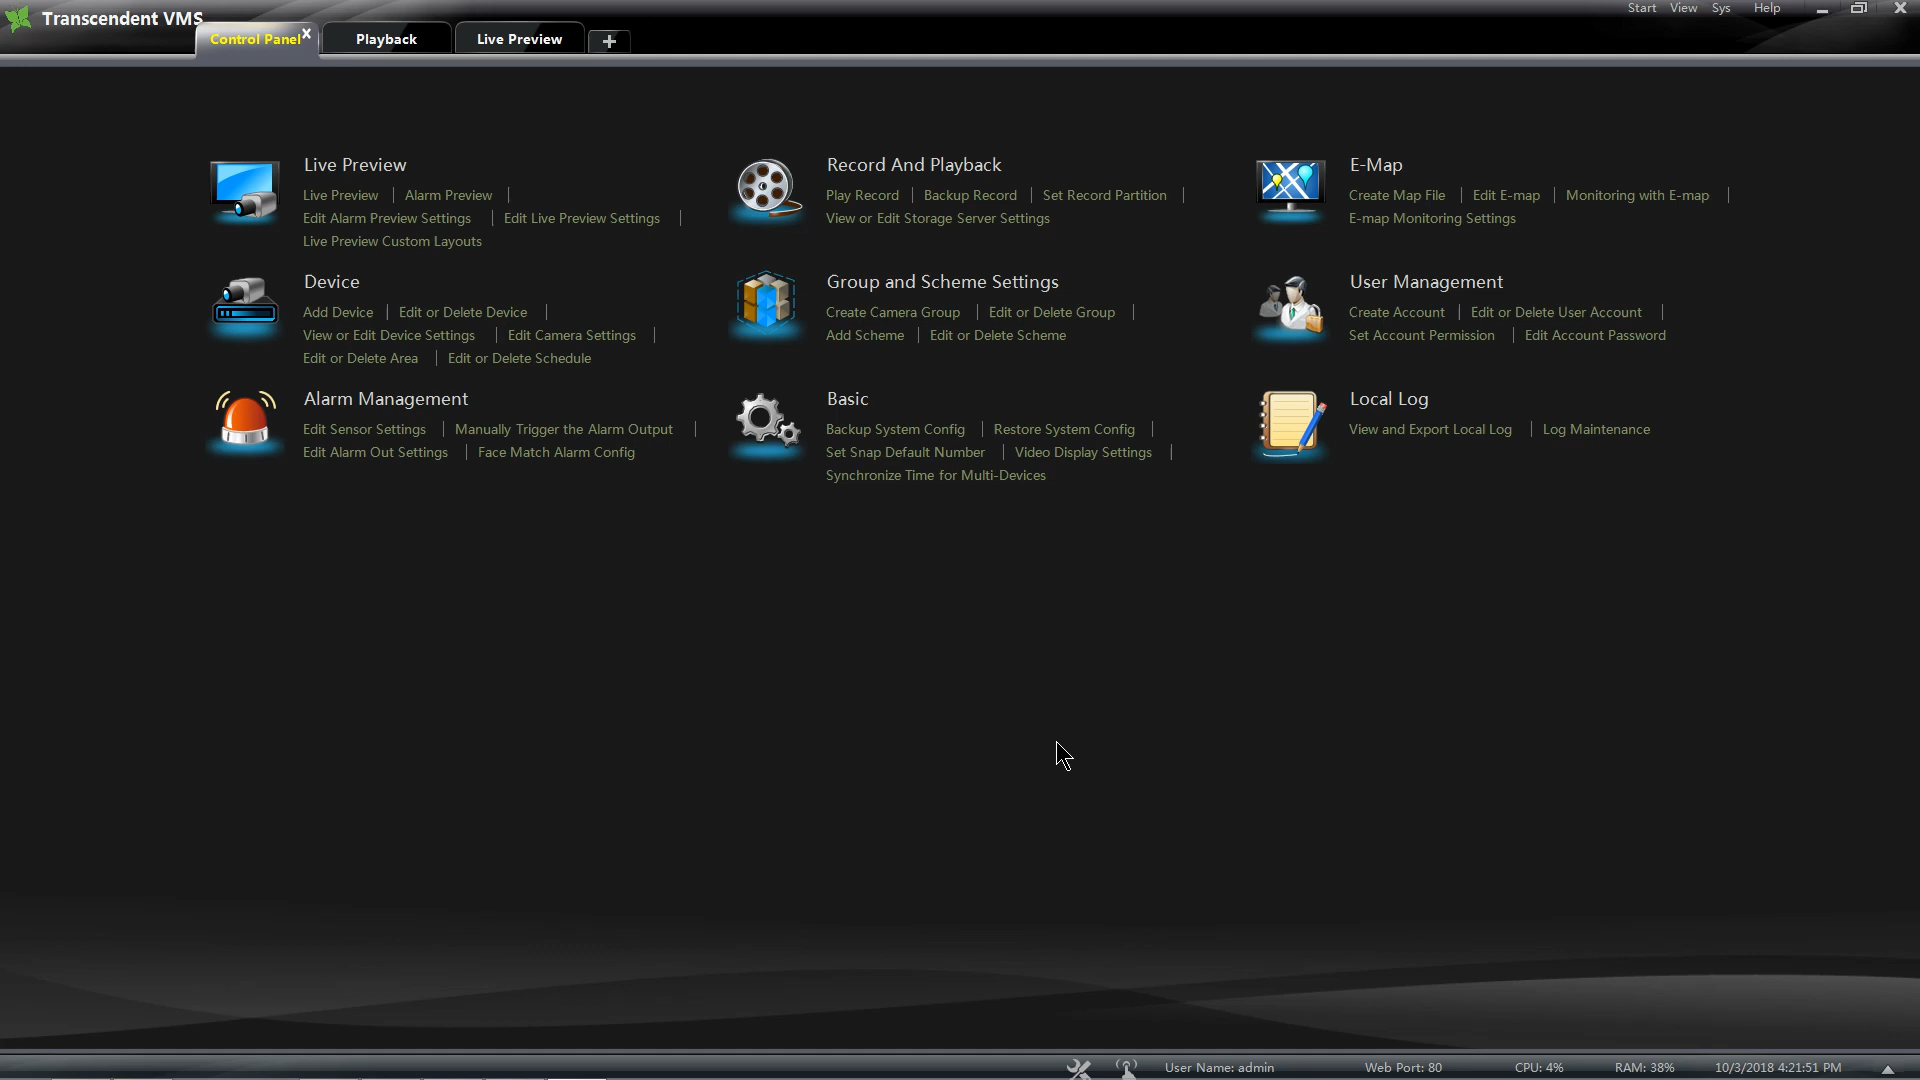 Transcendent VMS
Start View Sys Help
Control Panel Playback Live Preview
Live Preview
Live Preview | Alarm Preview |
Edit Alarm Preview Settings | Edit Live Preview Settings |
Live Preview Custom Layouts
Record And Playback
Play Record | Backup Record | Set Record Partition |
View or Edit Storage Server Settings
E-Map
Create Map File | Edit E-map | Monitoring with E-map |
E-map Monitoring Settings
Device
Add Device | Edit or Delete Device |
View or Edit Device Settings | Edit Camera Settings |
Edit or Delete Area | Edit or Delete Schedule
Group and Scheme Settings
Create Camera Group | Edit or Delete Group |
Add Scheme | Edit or Delete Scheme
User Management
Create Account | Edit or Delete User Account |
Set Account Permission | Edit Account Password
Alarm Management
Edit Sensor Settings | Manually Trigger the Alarm Output |
Edit Alarm Out Settings | Face Match Alarm Config
Basic
Backup System Config | Restore System Config |
Set Snap Default Number | Video Display Settings |
Synchronize Time for Multi-Devices
Local Log
View and Export Local Log | Log Maintenance
User Name: admin Web Port: 80 CPU: 4% RAM: 38% 10/3/2018 4:21:51 PM